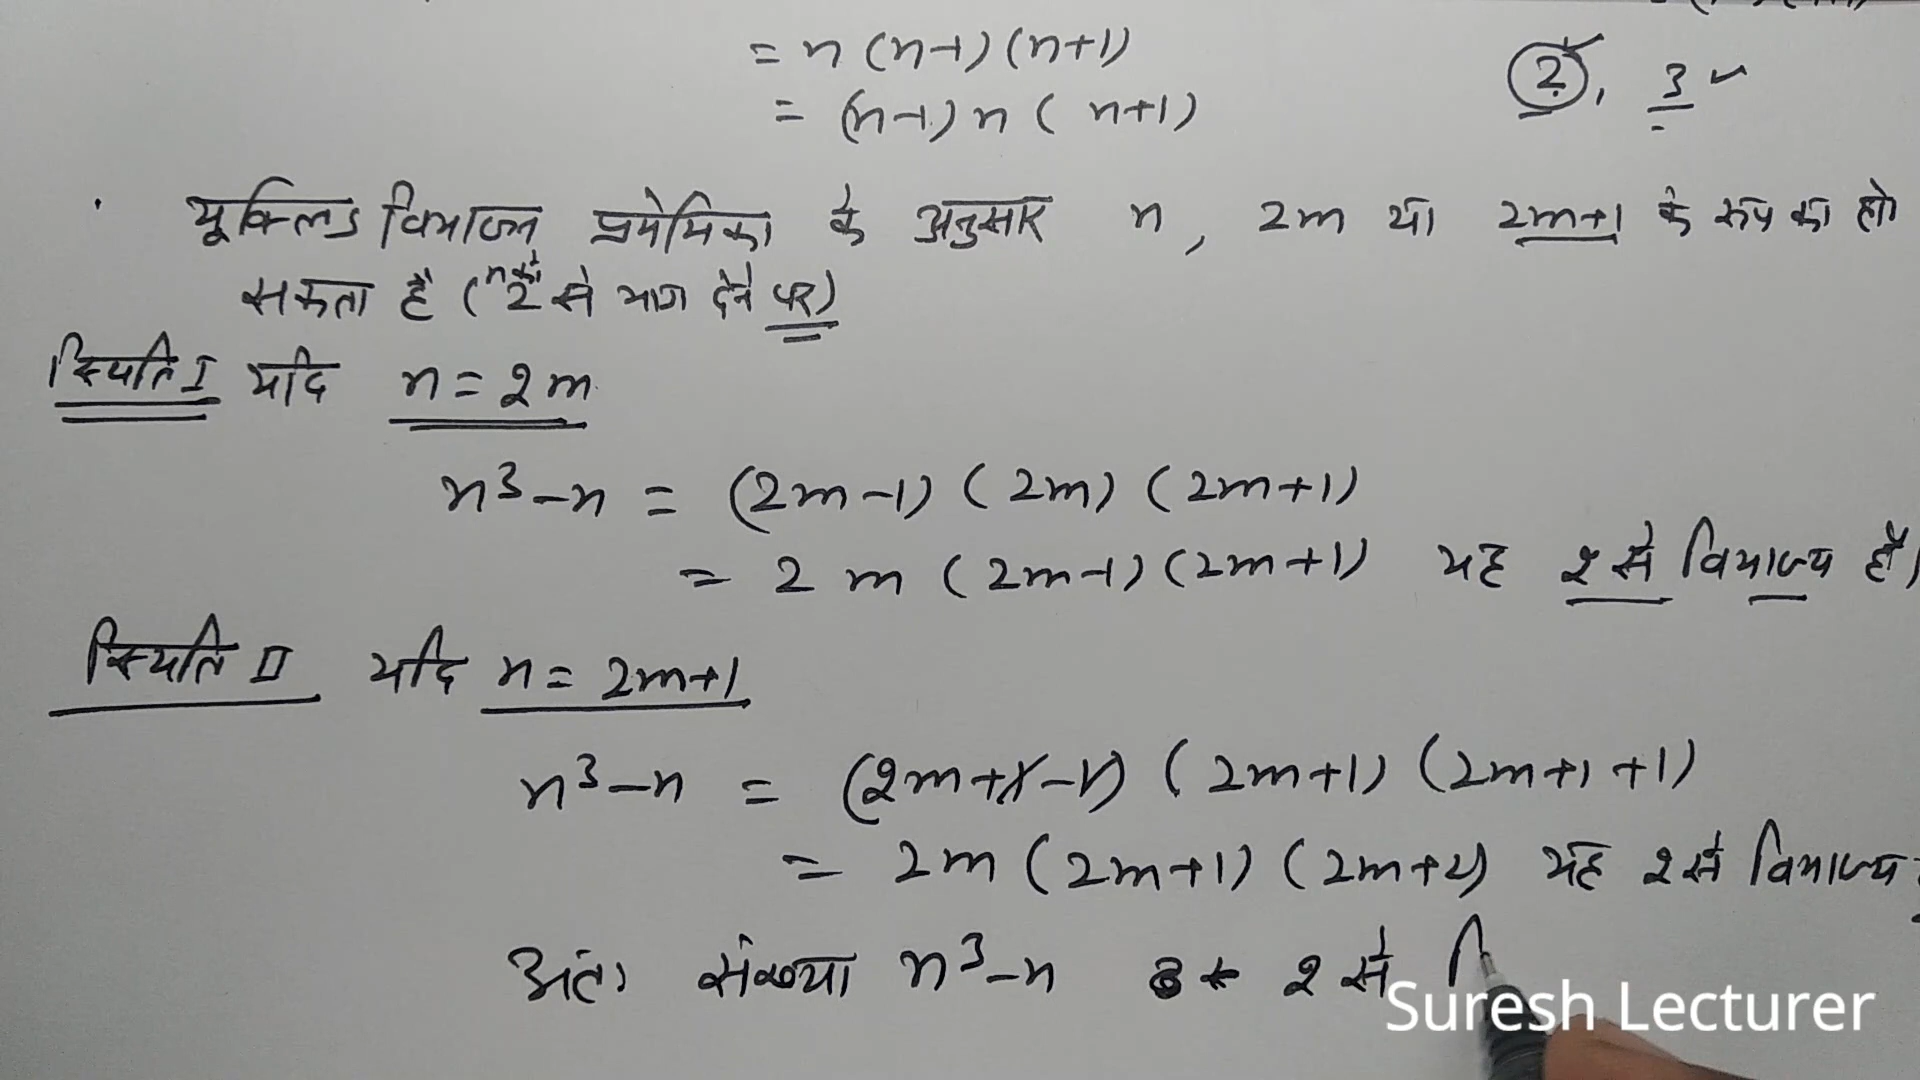 = n (n-1) (n+1)
= (n-1) n ( n+1)
2, 3 ✓
यूक्लिड विभाजन प्रमेयिका के अनुसार n, 2m या 2m+1 के रूप का हो
सकता है ( n को 2 से भाग देने पर)
स्थिति I यदि n = 2m
n³-n = (2m-1) (2m) (2m+1)
= 2 m (2m-1) (2m+1) यह 2 से विभाज्य है।
स्थिति II यदि n = 2m+1
n³-n = (2m+1-1) (2m+1) (2m+1+1)
= 2m (2m+1) (2m+2) यह 2 से विभाज्य
अतः संख्या n³-n 2 से वि
Suresh Lecturer